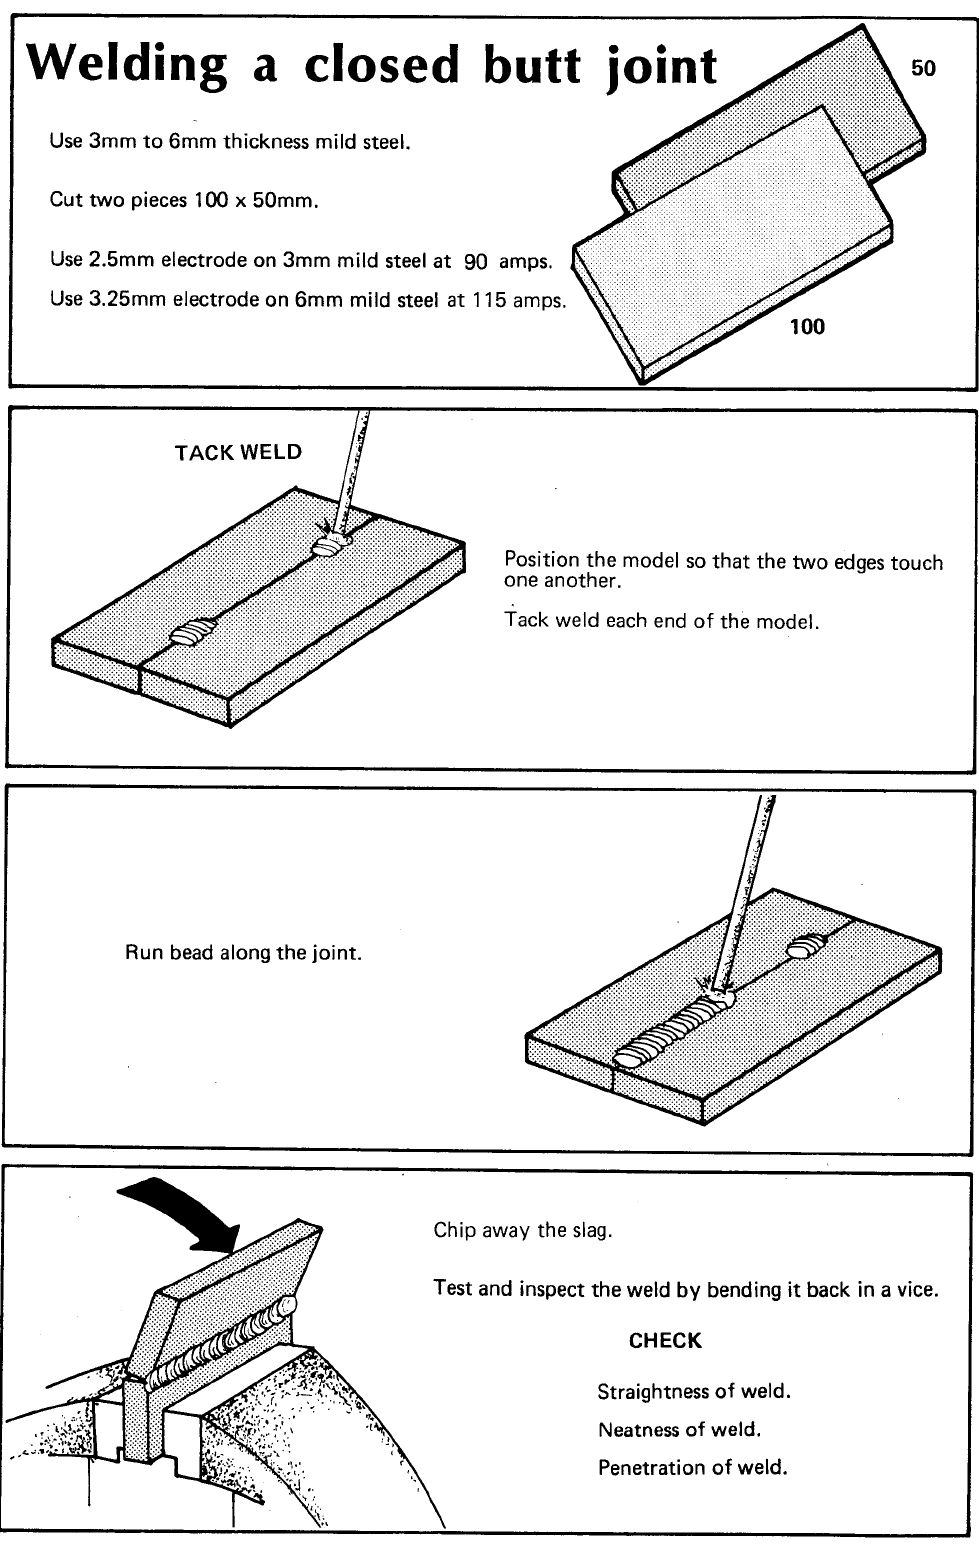 Welding a closed butt joint
50
Use 3mm to 6mm thickness mild steel.
Cut two pieces 100 x 50mm.
Use 2.5mm electrode on 3mm mild steel at 90 amps.
Use 3.25mm electrode on 6mm mild steel at 115 amps.
100
TACK WELD
Position the model so that the two edges touch
one another.
Tack weld each end of the model.
Run bead along the joint.
Chip away the slag.
Test and inspect the weld by bending it back in a vice.
CHECK
Straightness of weld.
Neatness of weld.
Penetration of weld.